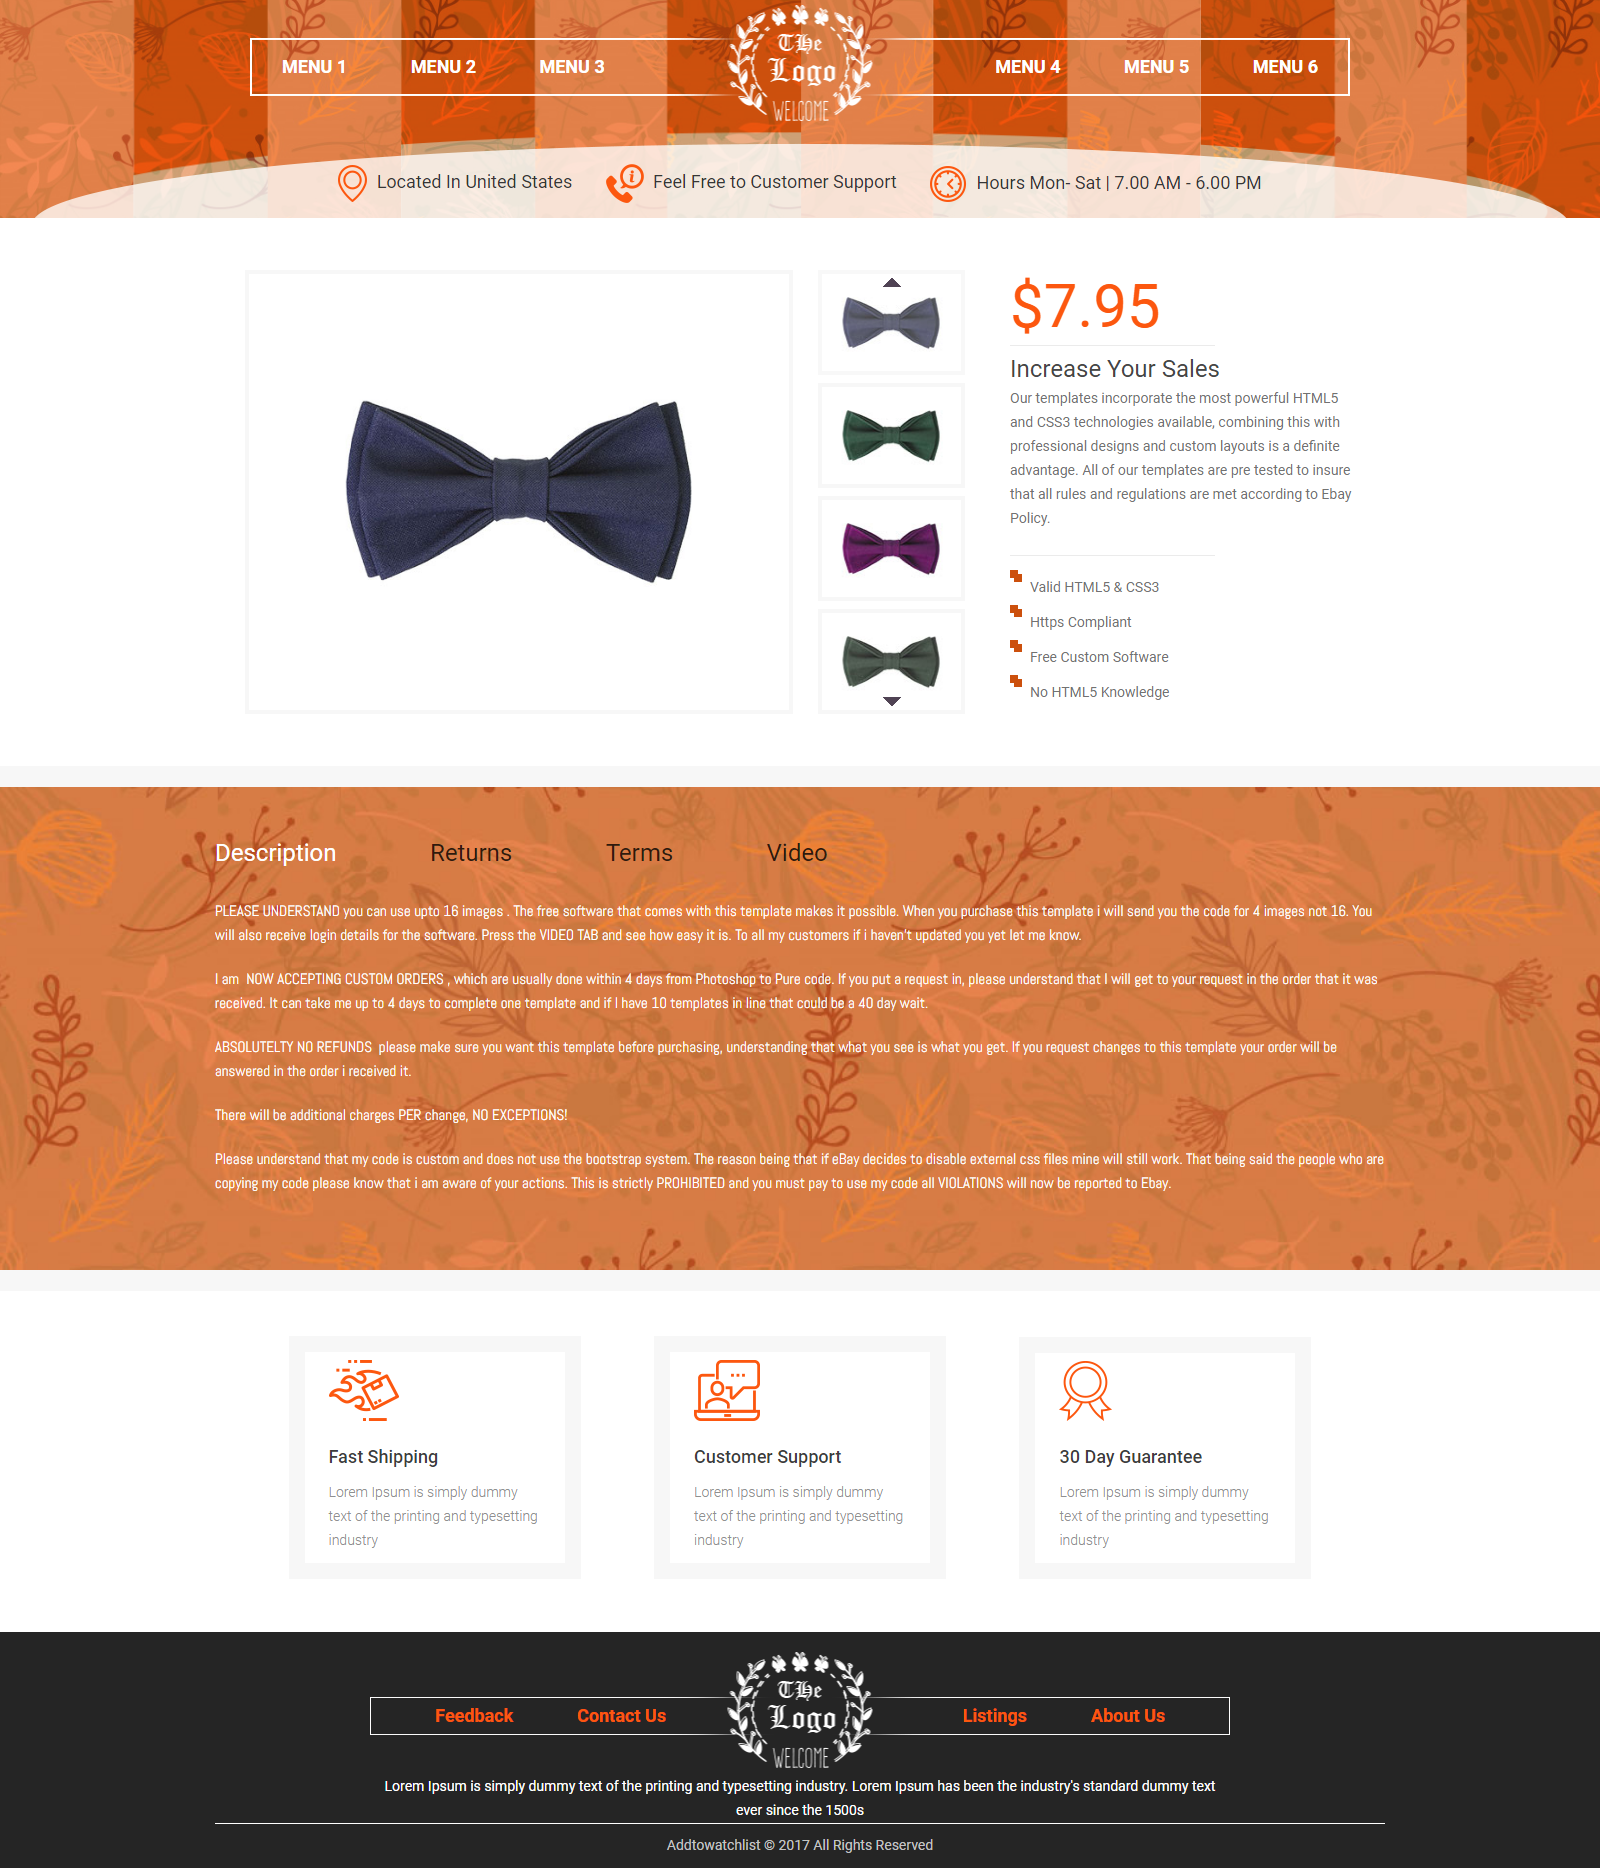 MENU 1 MENU 2 MENU 3 MENU 4 MENU 5 MENU 6
THe
Logo
WELCOME
Located In United States Feel Free to Customer Support Hours Mon- Sat | 7.00 AM - 6.00 PM
$7.95
Increase Your Sales
Our templates incorporate the most powerful HTML5
and CSS3 technologies available, combining this with
professional designs and custom layouts is a definite
advantage. All of our templates are pre tested to insure
that all rules and regulations are met according to Ebay
Policy.
Valid HTML5 & CSS3
Https Compliant
Free Custom Software
No HTML5 Knowledge
Description Returns Terms Video
PLEASE UNDERSTAND you can use upto 16 images . The free software that comes with this template makes it possible. When you purchase this template i will send you the code for 4 images not 16. You
will also receive login details for the software. Press the VIDEO TAB and see how easy it is. To all my customers if i haven't updated you yet let me know.
I am NOW ACCEPTING CUSTOM ORDERS , which are usually done within 4 days from Photoshop to Pure code. If you put a request in, please understand that I will get to your request in the order that it was
received. It can take me up to 4 days to complete one template and if I have 10 templates in line that could be a 40 day wait.
ABSOLUTELTY NO REFUNDS please make sure you want this template before purchasing, understanding that what you see is what you get. If you request changes to this template your order will be
answered in the order i received it.
There will be additional charges PER change, NO EXCEPTIONS!
Please understand that my code is custom and does not use the bootstrap system. The reason being that if eBay decides to disable external css files mine will still work. That being said the people who are
copying my code please know that i am aware of your actions. This is strictly PROHIBITED and you must pay to use my code all VIOLATIONS will now be reported to Ebay.
Fast Shipping
Lorem Ipsum is simply dummy
text of the printing and typesetting
industry
Customer Support
Lorem Ipsum is simply dummy
text of the printing and typesetting
industry
30 Day Guarantee
Lorem Ipsum is simply dummy
text of the printing and typesetting
industry
THe
Logo
WELCOME
Feedback Contact Us Listings About Us
Lorem Ipsum is simply dummy text of the printing and typesetting industry. Lorem Ipsum has been the industry's standard dummy text
ever since the 1500s
Addtowatchlist © 2017 All Rights Reserved